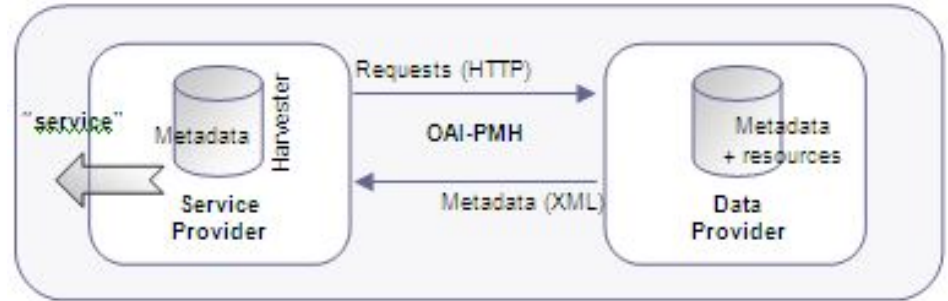 "service"
Metadata
Harvester
Service
Provider
Requests (HTTP)
OAI-PMH
Metadata (XML)
Metadata
+ resources
Data
Provider